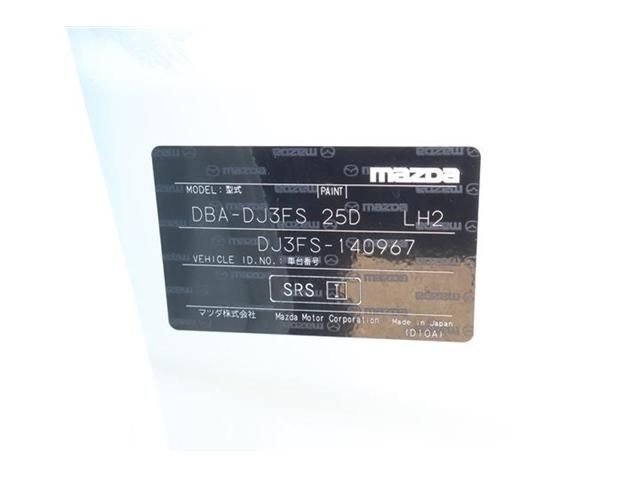 mazda
MODEL: 型式 PAINT
DBA-DJ3FS 25D LH2
DJ3FS-140967
VEHICLE ID.NO.: 車台番号
SRS I
マツダ株式会社 Mazda Motor Corporation Made in Japan
(D10A)